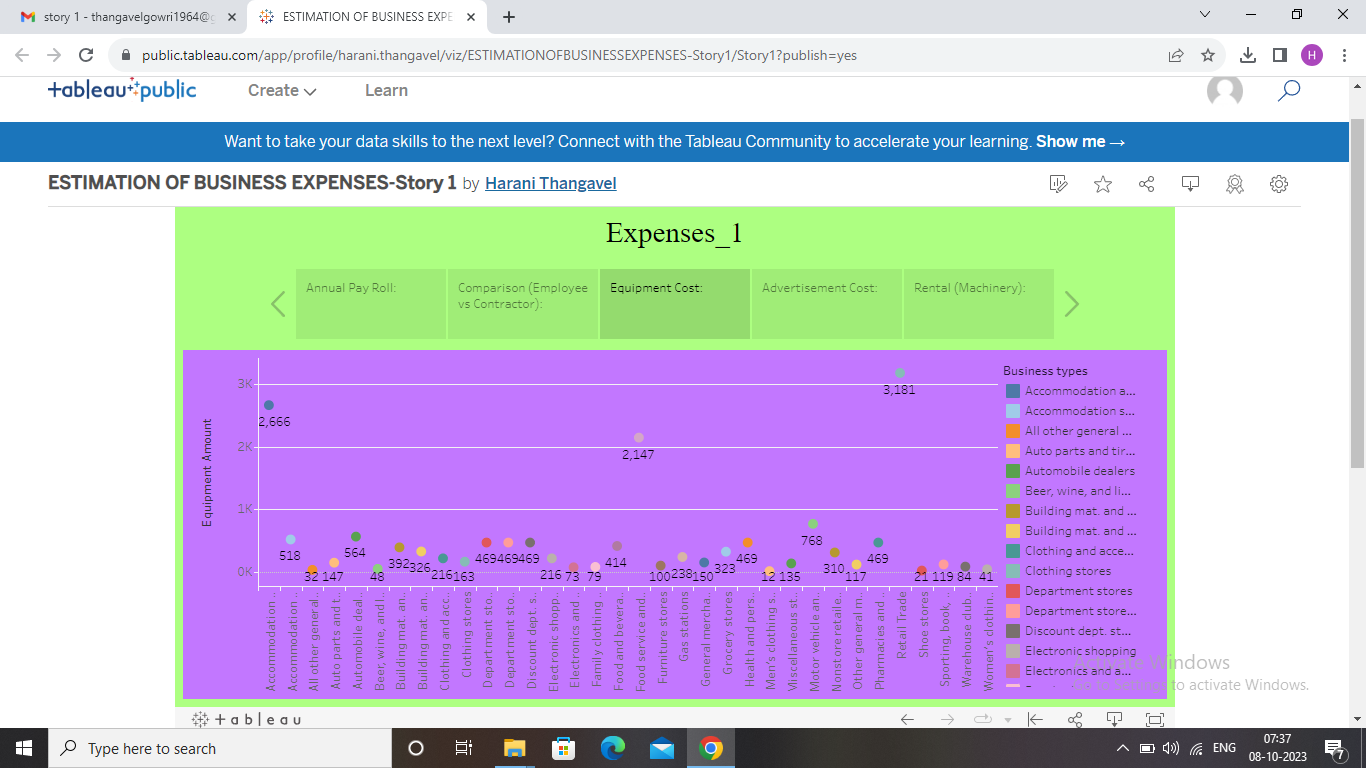 story 1 - thangavelgowri1964@g
ESTIMATION OF BUSINESS EXPE
public.tableau.com/app/profile/harani.thangavel/viz/ESTIMATIONOFBUSINESSEXPENSES-Story1/Story1?publish=yes
H
+ableau public
Create
Learn
Want to take your data skills to the next level? Connect with the Tableau Community to accelerate your learning. Show me →
ESTIMATION OF BUSINESS EXPENSES-Story 1 by Harani Thangavel
Expenses_1
Annual Pay Roll:
Comparison (Employee
vs Contractor):
Equipment Cost:
Advertisement Cost:
Rental (Machinery):
Equipment Amount
3K
2K
1K
0K
2,666
518
32
147
564
48
392
326
216
163
469
469
469
216
73
79
414
2,147
100
238
150
323
469
12
135
768
310
117
469
3,181
21
119
84
41
Accommodation ..
Accommodation ..
All other general ..
Auto parts and t..
Automobile deal..
Beer, wine, and l..
Building mat. an..
Building mat. an..
Clothing and acc..
Clothing stores
Department sto..
Department sto..
Discount dept. s..
Electronic shopp..
Electronics and ..
Family clothing ..
Food and bevera..
Food service and..
Furniture stores
Gas stations
General mercha..
Grocery stores
Health and pers..
Men's clothing s..
Miscellaneous st..
Motor vehicle an..
Nonstore retaile..
Other general m..
Pharmacies and ..
Retail Trade
Shoe stores
Sporting, book, ..
Warehouse club..
Women's clothin..
Business types
Accommodation a...
Accommodation s...
All other general ...
Auto parts and tir...
Automobile dealers
Beer, wine, and li...
Building mat. and ...
Building mat. and ...
Clothing and acce...
Clothing stores
Department stores
Department store...
Discount dept. st...
Electronic shopping
Electronics and a...
Activate Windows
Go to Settings to activate Windows.
+ableau
Type here to search
ENG
07:37
08-10-2023
7